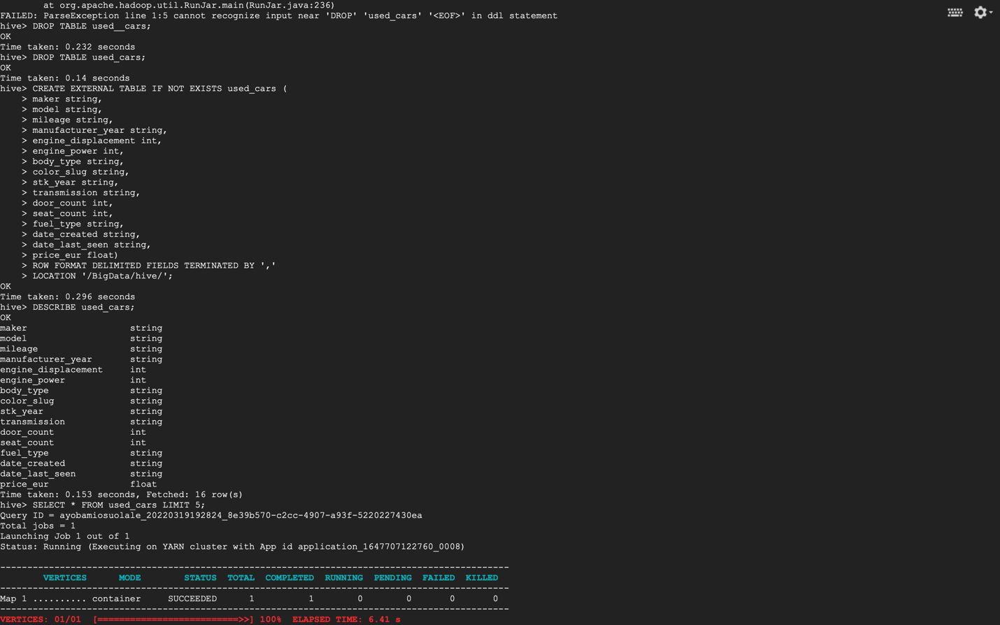 at org.apache.hadoop.util.RunJar.main(RunJar.java:236)
FAILED: ParseException line 1:5 cannot recognize input near 'DROP' 'used_cars' '<EOF>' in ddl statement
hive> DROP TABLE used__cars;
OK
Time taken: 0.232 seconds
hive> DROP TABLE used_cars;
OK
Time taken: 0.14 seconds
hive> CREATE EXTERNAL TABLE IF NOT EXISTS used_cars (
    > maker string,
    > model string,
    > mileage string,
    > manufacturer_year string,
    > engine_displacement int,
    > engine_power int,
    > body_type string,
    > color_slug string,
    > stk_year string,
    > transmission string,
    > door_count int,
    > seat_count int,
    > fuel_type string,
    > date_created string,
    > date_last_seen string,
    > price_eur float)
    > ROW FORMAT DELIMITED FIELDS TERMINATED BY ','
    > LOCATION '/BigData/hive/';
OK
Time taken: 0.296 seconds
hive> DESCRIBE used_cars;
OK
maker                   string
model                   string
mileage                 string
manufacturer_year       string
engine_displacement     int
engine_power            int
body_type               string
color_slug              string
stk_year                string
transmission            string
door_count              int
seat_count              int
fuel_type               string
date_created            string
date_last_seen          string
price_eur               float
Time taken: 0.153 seconds, Fetched: 16 row(s)
hive> SELECT * FROM used_cars LIMIT 5;
Query ID = ayobamiosuolale_20220319192824_8e39b570-c2cc-4907-a93f-5220227430ea
Total jobs = 1
Launching Job 1 out of 1
Status: Running (Executing on YARN cluster with App id application_1647707122760_0008)
----------------------------------------------------------------------------------------------
        VERTICES      MODE        STATUS  TOTAL  COMPLETED  RUNNING  PENDING  FAILED  KILLED
----------------------------------------------------------------------------------------------
Map 1 .......... container     SUCCEEDED      1          1        0        0       0       0
----------------------------------------------------------------------------------------------
VERTICES: 01/01  [==========================>>] 100%  ELAPSED TIME: 6.41 s